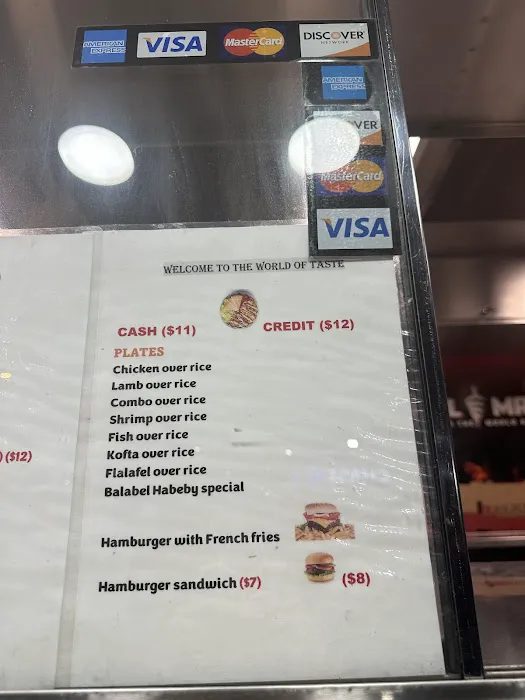 AMERICAN EXPRESS
VISA
MasterCard
DISCOVER
NETWORK
AMERICAN EXPRESS
VER
MasterCard
VISA
WELCOME TO THE WORLD OF TASTE
CASH ($11)
CREDIT ($12)
PLATES
Chicken over rice
Lamb over rice
Combo over rice
Shrimp over rice
Fish over rice
Kofta over rice
Flalafel over rice
Balabel Habeby special
) ($12)
Hamburger with French fries
Hamburger sandwich ($7)
($8)